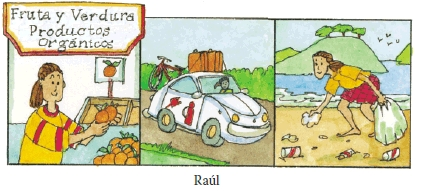 Fruta y Verdura
Productos
Orgánicos
Raúl